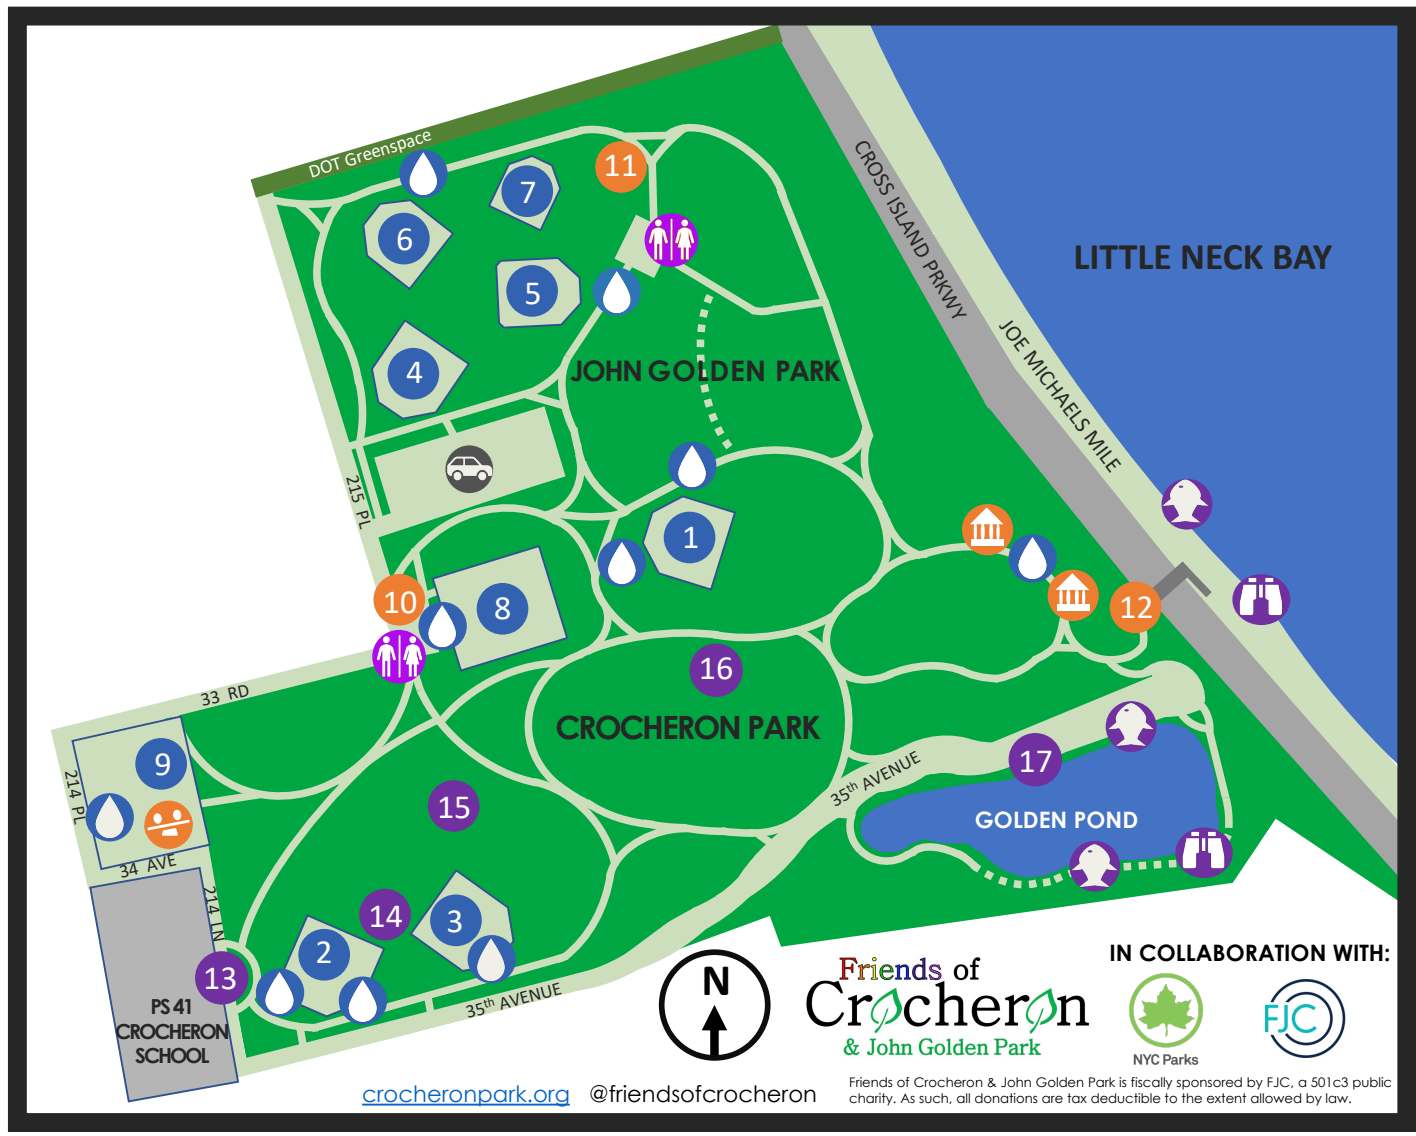 DOT Greenspace
11
7
6
5
4
CROSS ISLAND PRKWY
LITTLE NECK BAY
JOE MICHAELS MILE
JOHN GOLDEN PARK
215 PL
1
10
8
12
16
33 RD
CROCHERON PARK
9
214 PL
34 AVE
15
17
35th AVENUE
GOLDEN POND
214 LN
14
3
2
13
35th AVENUE
PS 41
CROCHERON
SCHOOL
N
Friends of
Crocheron
& John Golden Park
IN COLLABORATION WITH:
NYC Parks
FJC
crocheronpark.org @friendsofcrocheron
Friends of Crocheron & John Golden Park is fiscally sponsored by FJC, a 501c3 public
charity. As such, all donations are tax deductible to the extent allowed by law.